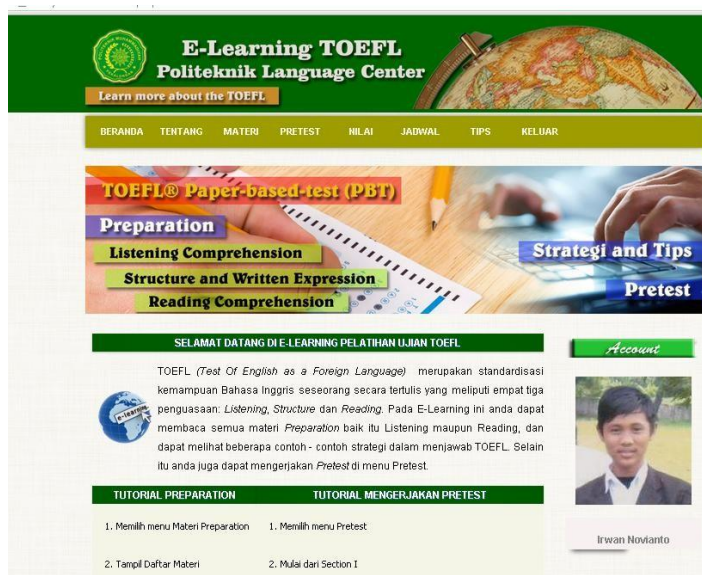 E-Learning TOEFL
Politeknik Language Center
Learn more about the TOEFL
BERANDA TENTANG MATERI PRETEST NILAI JADWAL TIPS KELUAR
TOEFL® Paper-based-test (PBT)
Preparation
Listening Comprehension
Structure and Written Expression
Reading Comprehension
Strategi and Tips
Pretest
SELAMAT DATANG DI E-LEARNING PELATIHAN UJIAN TOEFL
TOEFL (Test Of English as a Foreign Language) merupakan standardisasi
kemampuan Bahasa Inggris seseorang secara tertulis yang meliputi empat tiga
penguasaan: Listening, Structure dan Reading. Pada E-Learning ini anda dapat
membaca semua materi Preparation baik itu Listening maupun Reading, dan
dapat melihat beberapa contoh - contoh strategi dalam menjawab TOEFL. Selain
itu anda juga dapat mengerjakan Pretest di menu Pretest.
e-learning
Account
Irwan Novianto
TUTORIAL PREPARATION
1. Memilih menu Materi Preparation
2. Tampil Daftar Materi
TUTORIAL MENGERJAKAN PRETEST
1. Memilih menu Pretest
2. Mulai dari Section I